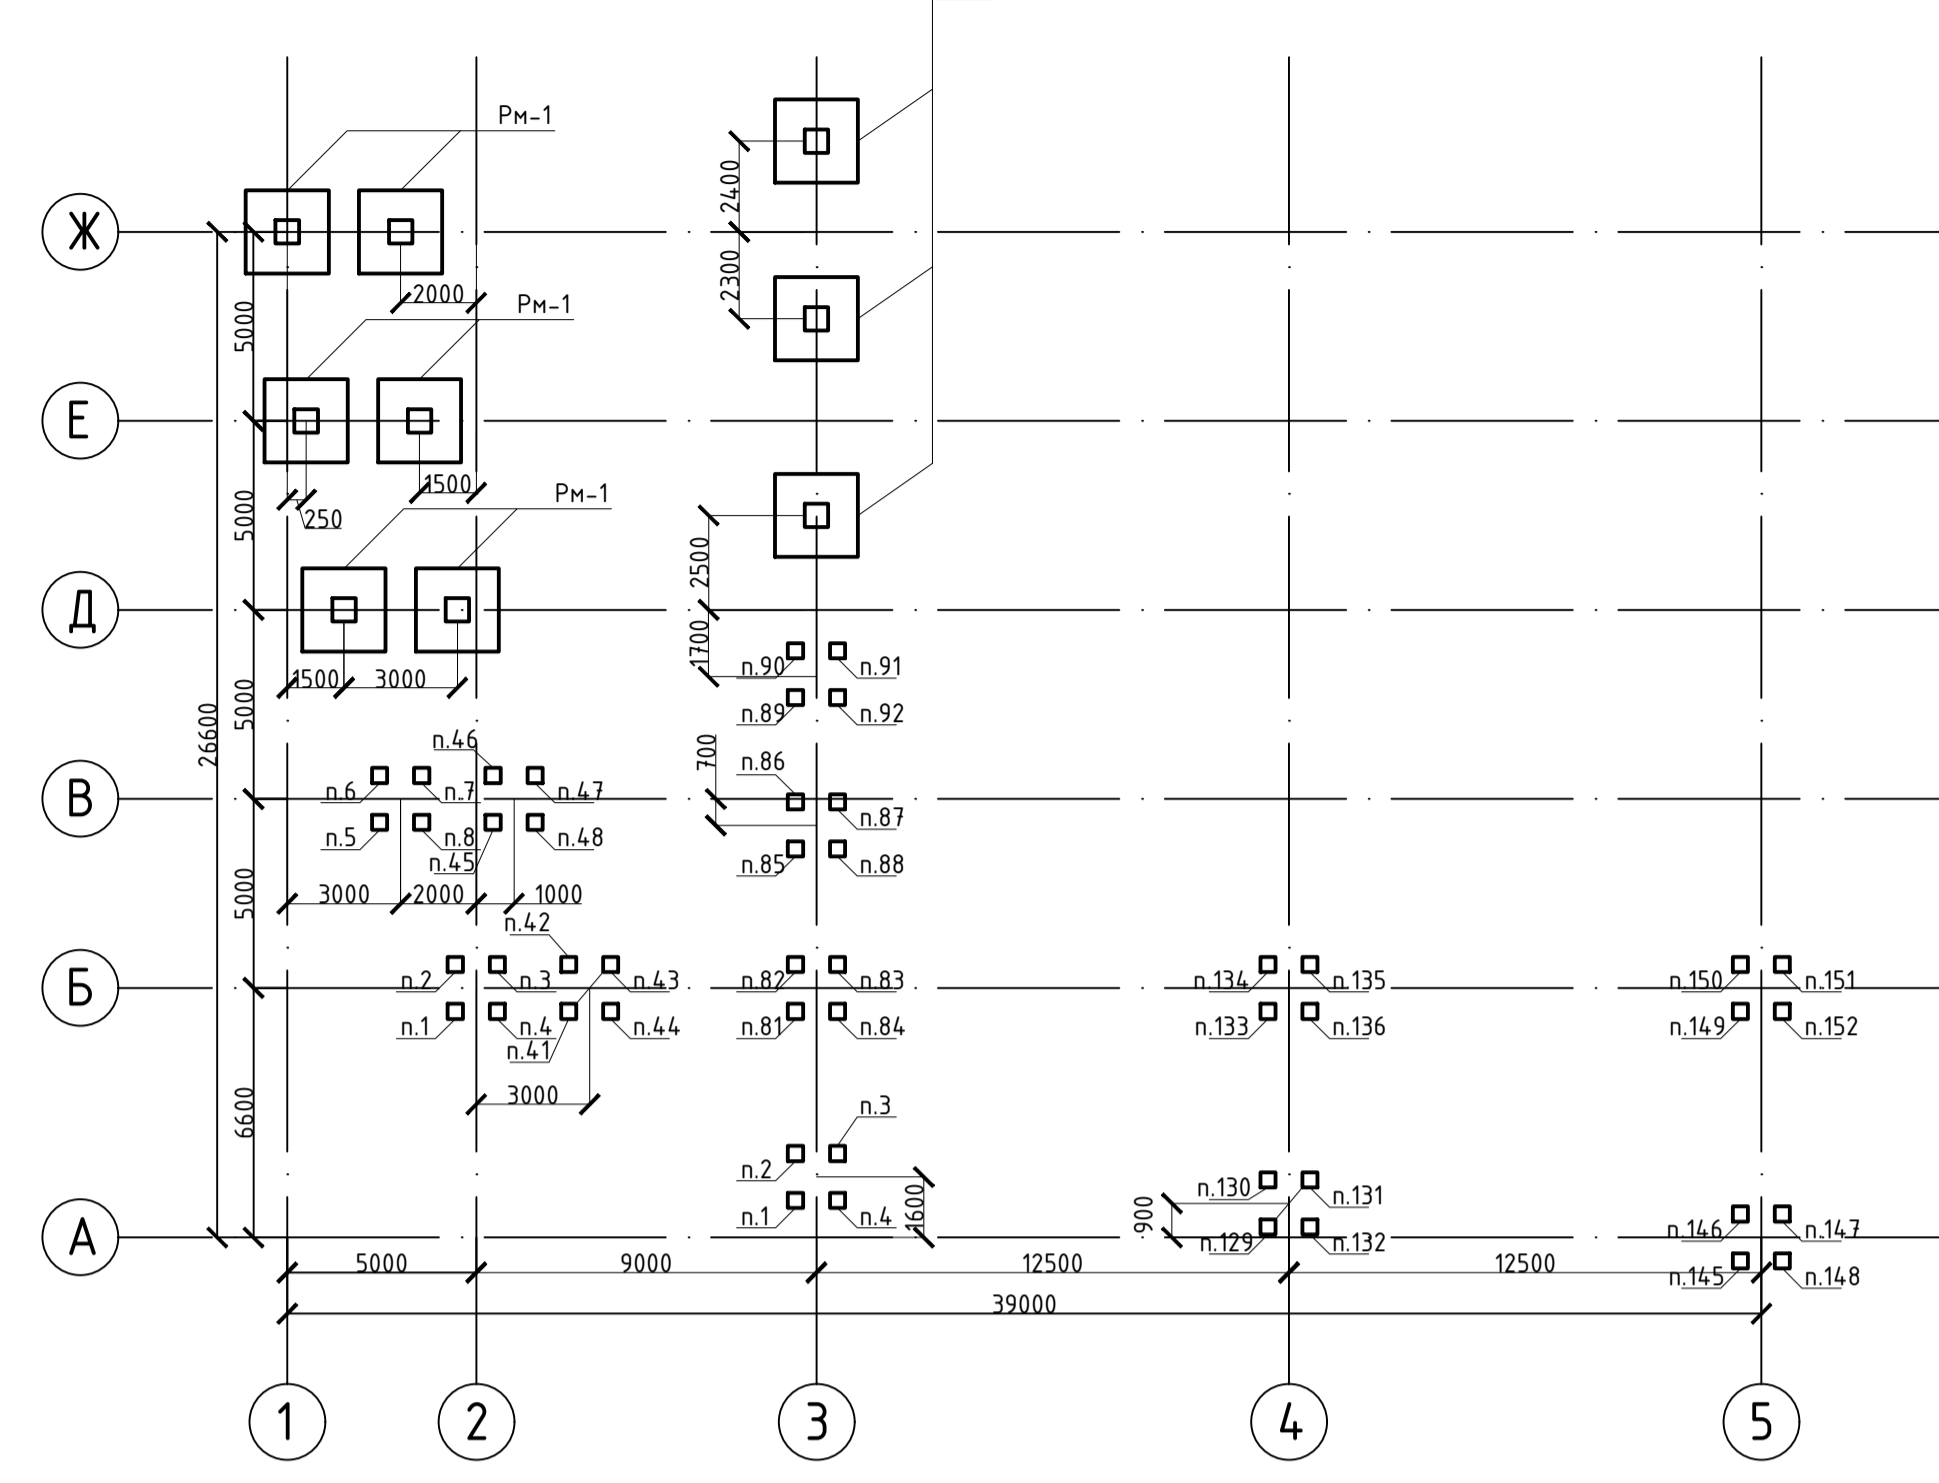 Рм-1
Ж
2400
2000
2300
Рм-1
5000
Е
1500
250
Рм-1
5000
2500
Д
1700
п.90
п.91
1500
3000
5000
п.89
п.92
26600
п.46
700
п.86
В
п.6
п.7
п.47
п.87
п.5
п.8
п.48
п.45
п.85
п.88
5000
3000
2000
1000
п.42
Б
п.2
п.3
п.43
п.82
п.83
п.134
п.135
п.150
п.151
п.1
п.4
п.44
п.81
п.84
п.133
п.136
п.149
п.152
п.41
3000
6600
п.3
п.2
п.130
п.131
1600
900
п.1
п.4
А
п.129
п.132
п.146
п.147
5000
9000
12500
12500
п.145
п.148
39000
1
2
3
4
5